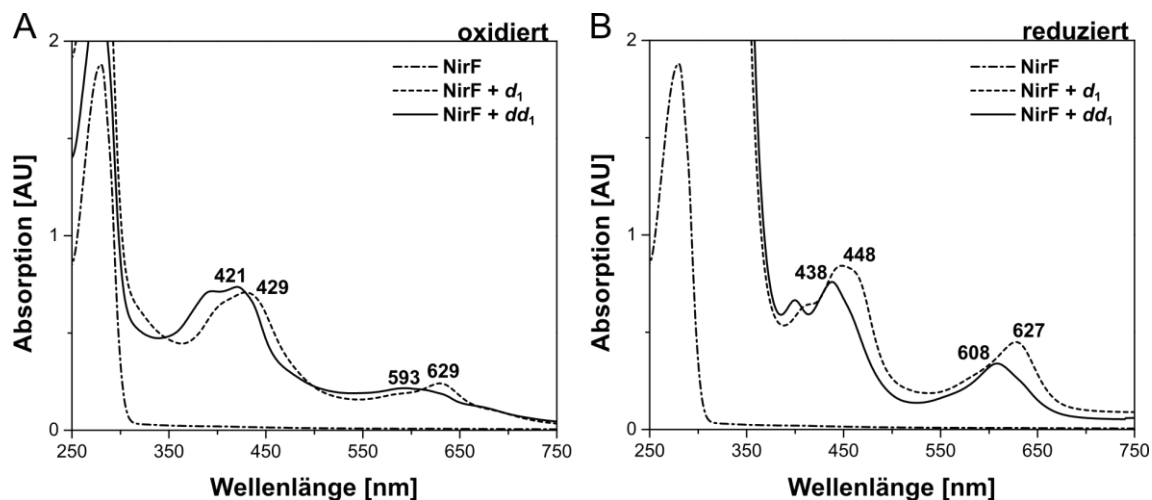 A
oxidiert
NirF
NirF + d₁
NirF + dd₁
421
429
593
629
2
1
0
250
350
450
550
650
750
Absorption [AU]
Wellenlänge [nm]
B
reduziert
NirF
NirF + d₁
NirF + dd₁
438
448
608
627
2
1
0
250
350
450
550
650
750
Absorption [AU]
Wellenlänge [nm]